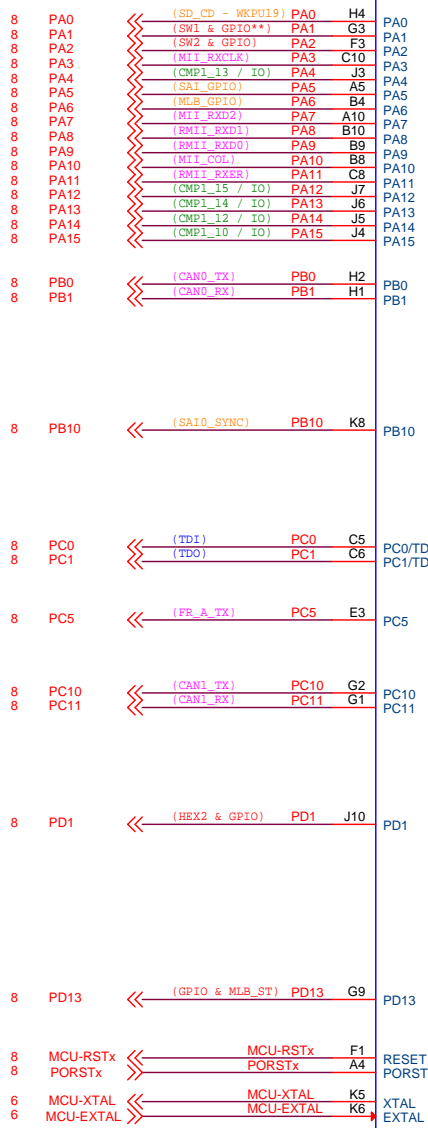 8 PA0 (SD_CD - WKPU19) PA0 H4 PA0
8 PA1 (SW1 & GPIO**) PA1 G3 PA1
8 PA2 (SW2 & GPIO) PA2 F3 PA2
8 PA3 (MII_RXCLK) PA3 C10 PA3
8 PA4 (CMP1_13 / IO) PA4 J3 PA4
8 PA5 (SAI_GPIO) PA5 A5 PA5
8 PA6 (MLB_GPIO) PA6 B4 PA6
8 PA7 (MII_RXD2) PA7 A10 PA7
8 PA8 (RMII_RXD1) PA8 B10 PA8
8 PA9 (RMII_RXD0) PA9 B9 PA9
8 PA10 (MII_COL) PA10 B8 PA10
8 PA11 (RMII_RXER) PA11 C8 PA11
8 PA12 (CMP1_15 / IO) PA12 J7 PA12
8 PA13 (CMP1_14 / IO) PA13 J6 PA13
8 PA14 (CMP1_12 / IO) PA14 J5 PA14
8 PA15 (CMP1_10 / IO) PA15 J4 PA15
8 PB0 (CAN0_TX) PB0 H2 PB0
8 PB1 (CAN0_RX) PB1 H1 PB1
8 PB10 (SAI0_SYNC) PB10 K8 PB10
8 PC0 (TDI) PC0 C5 PC0/TD
8 PC1 (TDO) PC1 C6 PC1/TD
8 PC5 (FR_A_TX) PC5 E3 PC5
8 PC10 (CAN1_TX) PC10 G2 PC10
8 PC11 (CAN1_RX) PC11 G1 PC11
8 PD1 (HEX2 & GPIO) PD1 J10 PD1
8 PD13 (GPIO & MLB_ST) PD13 G9 PD13
8 MCU-RSTx MCU-RSTx F1 RESET
8 PORSTx PORSTx A4 PORST
6 MCU-XTAL MCU-XTAL K5 XTAL
6 MCU-EXTAL MCU-EXTAL K6 EXTAL